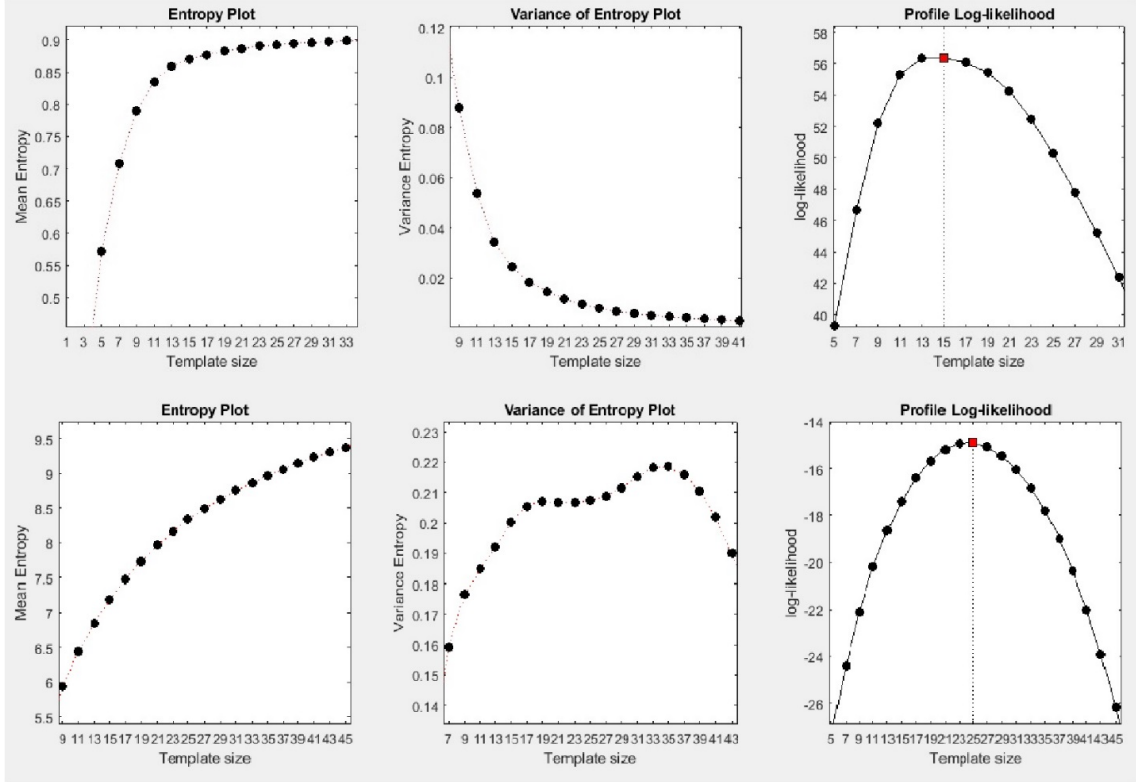 Entropy Plot
Mean Entropy
0.9
0.85
0.8
0.75
0.7
0.65
0.6
0.55
0.5
1 3 5 7 9 11 13 15 17 19 21 23 25 27 29 31 33
Template size
Variance of Entropy Plot
Variance Entropy
0.12
0.1
0.08
0.06
0.04
0.02
9 11 13 15 17 19 21 23 25 27 29 31 33 35 37 39 41
Template size
Profile Log-likelihood
log-likelihood
58
56
54
52
50
48
46
44
42
40
5 7 9 11 13 15 17 19 21 23 25 27 29 31
Template size
Entropy Plot
Mean Entropy
9.5
9
8.5
8
7.5
7
6.5
6
5.5
9 11 13 15 17 19 21 23 25 27 29 31 33 35 37 39 41 43 45
Template size
Variance of Entropy Plot
Variance Entropy
0.23
0.22
0.21
0.2
0.19
0.18
0.17
0.16
0.15
0.14
7 9 11 13 15 17 19 21 23 25 27 29 31 33 35 37 39 41 43
Template size
Profile Log-likelihood
log-likelihood
-14
-16
-18
-20
-22
-24
-26
5 7 9 11 13 15 17 19 21 23 25 27 29 31 33 35 37 39 41 43 45
Template size